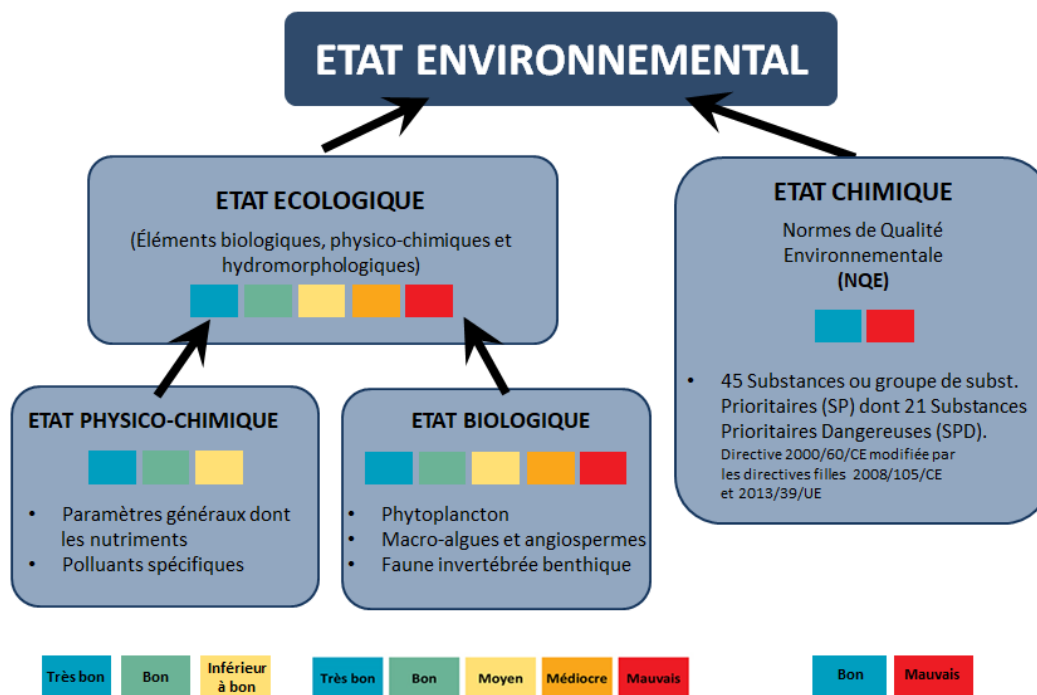 ETAT ENVIRONNEMENTAL
ETAT ECOLOGIQUE
(Éléments biologiques, physico-chimiques et
hydromorphologiques)
ETAT CHIMIQUE
Normes de Qualité
Environnementale
(NQE)
• 45 Substances ou groupe de subst.
Prioritaires (SP) dont 21 Substances
Prioritaires Dangereuses (SPD).
Directive 2000/60/CE modifiée par
les directives filles 2008/105/CE
et 2013/39/UE
ETAT PHYSICO-CHIMIQUE
• Paramètres généraux dont
les nutriments
• Polluants spécifiques
ETAT BIOLOGIQUE
• Phytoplancton
• Macro-algues et angiospermes
• Faune invertébrée benthique
Très bon
Bon
Inférieur
à bon
Très bon
Bon
Moyen
Médiocre
Mauvais
Bon
Mauvais